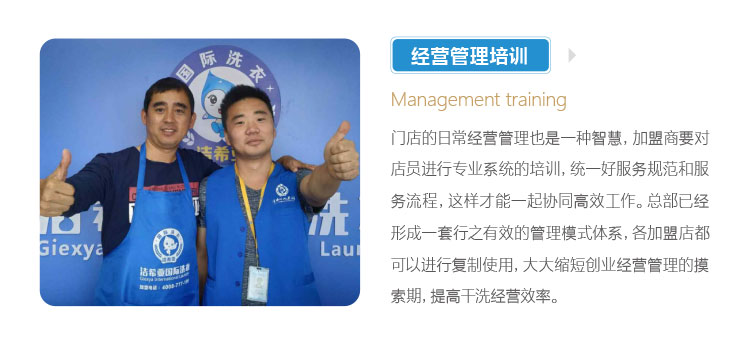 经营管理培训
Management training
门店的日常经营管理也是一种智慧，加盟商要对
店员进行专业系统的培训，统一好服务规范和服
务流程，这样才能一起协同高效工作。总部已经
形成一套行之有效的管理模式体系，各加盟店都
可以进行复制使用，大大缩短创业经营管理的摸
索期，提高干洗经营效率。
国际洗衣
洁希亚
洁希 洗
Giexya Laun
洁希亚国际洗衣